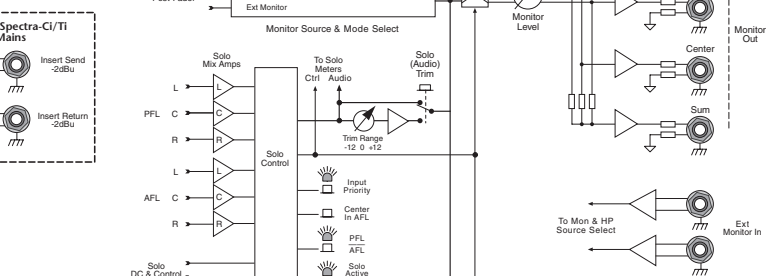 Spectra-Ci/Ti
Mains
Insert Send
-2dBu
Insert Return
-2dBu
Ext Monitor
Monitor Source & Mode Select
Monitor
Level
Solo
Mix Amps
To Solo
Meters
Ctrl Audio
Solo
(Audio)
Trim
L
L
PFL C
C
R
R
L
L
AFL C
C
R
R
Solo
Control
Trim Range
-12 0 +12
Input
Priority
Center
In AFL
PFL
AFL
Solo
Active
Solo
DC & Control
Monitor
Out
Center
Sum
To Mon & HP
Source Select
Ext
Monitor In